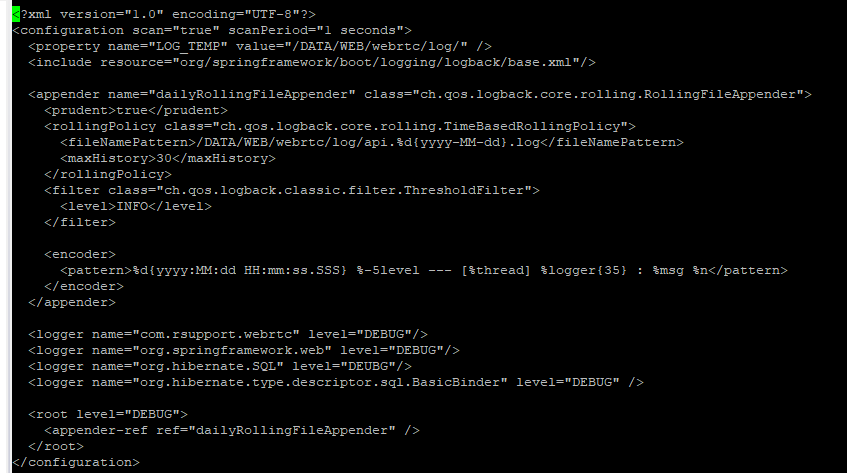 <?xml version="1.0" encoding="UTF-8"?>
<configuration scan="true" scanPeriod="1 seconds">
<property name="LOG_TEMP" value="/DATA/WEB/webrtc/log/" />
<include resource="org/springframework/boot/logging/logback/base.xml"/>
<appender name="dailyRollingFileAppender" class="ch.qos.logback.core.rolling.RollingFileAppender">
<prudent>true</prudent>
<rollingPolicy class="ch.qos.logback.core.rolling.TimeBasedRollingPolicy">
<fileNamePattern>/DATA/WEB/webrtc/log/api.%d{yyyy-MM-dd}.log</fileNamePattern>
<maxHistory>30</maxHistory>
</rollingPolicy>
<filter class="ch.qos.logback.classic.filter.ThresholdFilter">
<level>INFO</level>
</filter>
<encoder>
<pattern>%d{yyyy:MM:dd HH:mm:ss.SSS} %-5level --- [%thread] %logger{35} : %msg %n</pattern>
</encoder>
</appender>
<logger name="com.rsupport.webrtc" level="DEBUG"/>
<logger name="org.springframework.web" level="DEBUG"/>
<logger name="org.hibernate.SQL" level="DEUBG"/>
<logger name="org.hibernate.type.descriptor.sql.BasicBinder" level="DEBUG" />
<root level="DEBUG">
<appender-ref ref="dailyRollingFileAppender" />
</root>
</configuration>